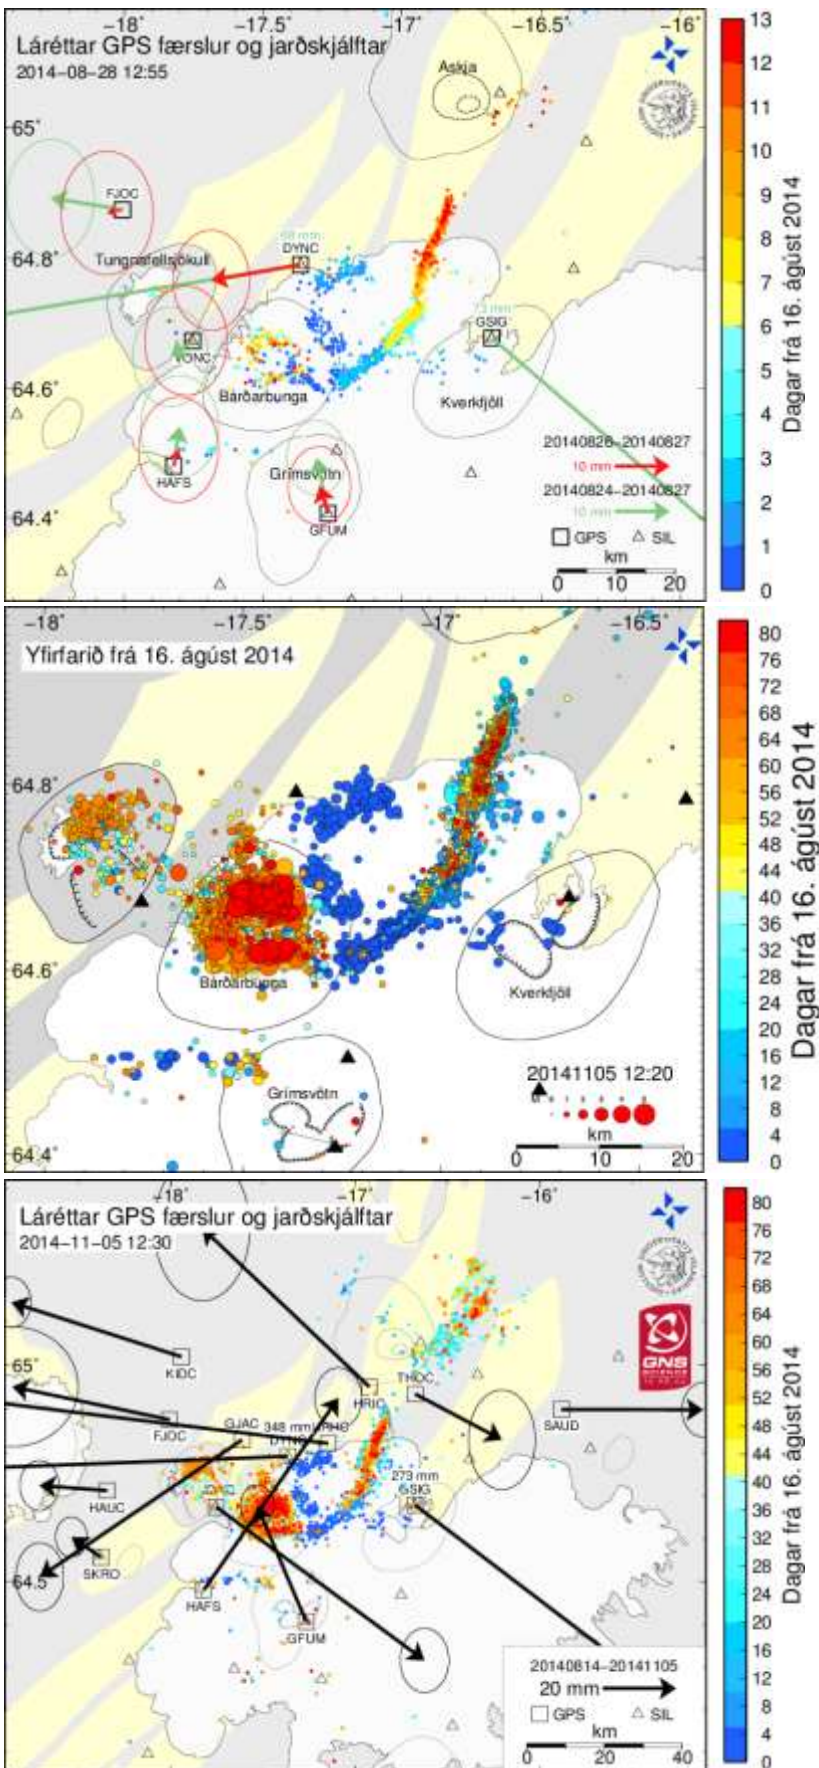 −18˚ −17.5˚ −17˚ −16.5˚ −16˚
Láréttar GPS færslur og jarðskjálftar
2014−08−28 12:55
Askja
65˚
FJOC
DYNC
64.8˚
Tungnafellsjökull
73 mm
GSIG
VONC
64.6˚
Bárðarbunga
Kverkfjöll
20140826−20140827
10 mm
HAFS
Grímsvötn
20140824−20140827
10 mm
64.4˚
GFUM
GPS SIL
km
0 10 20
13
12
11
10
9
8
7
6
5
4
3
2
1
0
Dagar frá 16. ágúst 2014
−18˚ −17.5˚ −17˚ −16.5˚
Yfirfarið frá 16. ágúst 2014
64.8˚
64.6˚
Bárðarbunga
Kverkfjöll
20141105 12:20
Grímsvötn
km
64.4˚
0 10 20
80
76
72
68
64
60
56
52
48
44
40
36
32
28
24
20
16
12
8
4
0
Dagar frá 16. ágúst 2014
−18˚ −17˚ −16˚
Láréttar GPS færslur og jarðskjálftar
2014−11−05 12:30
GNS
SCIENCE
65˚
KIDC
HRIC
THOC
FJOC
GJAC
348 mm
SAUD
273 mm
GSIG
HAUC
SKRO
64.5˚
HAFS
GFUM
20140814−20141105
20 mm
GPS SIL
km
0 20 40
80
76
72
68
64
60
56
52
48
44
40
36
32
28
24
20
16
12
8
4
0
Dagar frá 16. ágúst 2014